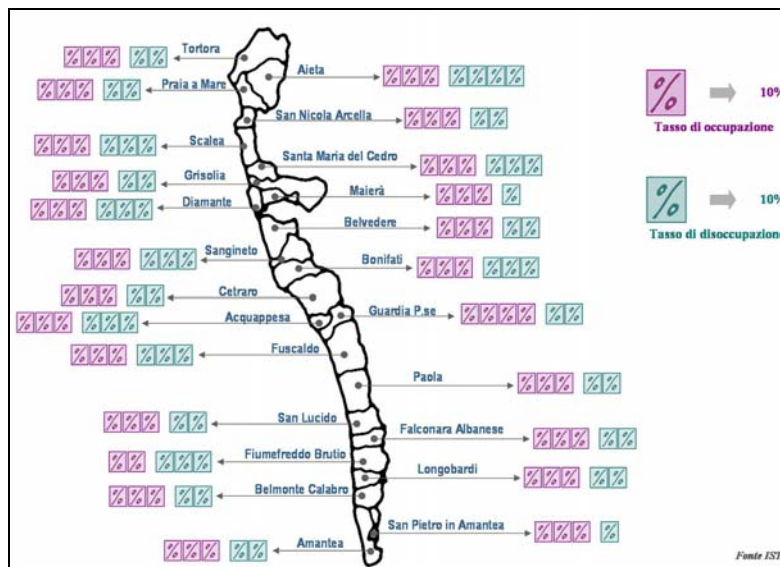 Tortora
Aieta
Praia a Mare
San Nicola Arcella
Scalea
Santa Maria del Cedro
Grisolia
Maierà
Diamante
Belvedere
Sangineto
Bonifati
Cetraro
Guardia P.se
Acquappesa
Fuscaldo
Paola
San Lucido
Falconara Albanese
Fiumefreddo Brutio
Longobardi
Belmonte Calabro
San Pietro in Amantea
Amantea
% 10%
Tasso di occupazione
% 10%
Tasso di disoccupazione
Fonte IST